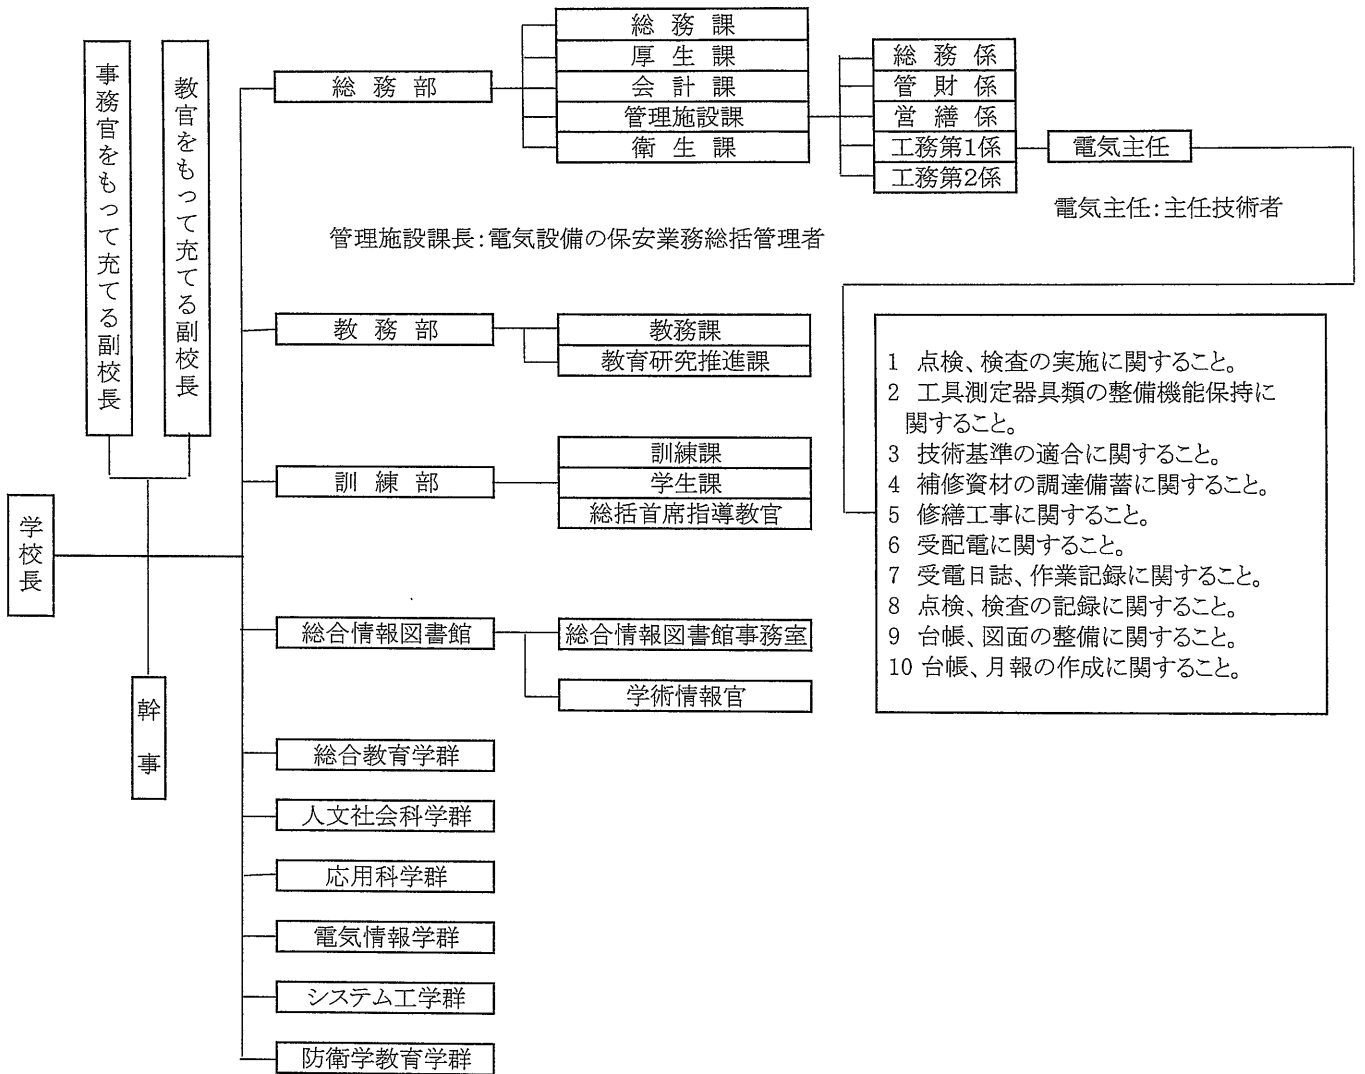 学校長
事務官をもって充てる副校長
教官をもって充てる副校長
幹事
総務部
総務課
厚生課
会計課
管理施設課
衛生課
総務係
管財係
営繕係
工務第1係
工務第2係
電気主任
電気主任:主任技術者
管理施設課長:電気設備の保安業務総括管理者
教務部
教務課
教育研究推進課
訓練部
訓練課
学生課
総括首席指導教官
総合情報図書館
総合情報図書館事務室
学術情報官
総合教育学群
人文社会科学群
応用科学群
電気情報学群
システム工学群
防衛学教育学群
1 点検、検査の実施に関すること。
2 工具測定器具類の整備機能保持に
関すること。
3 技術基準の適合に関すること。
4 補修資材の調達備蓄に関すること。
5 修繕工事に関すること。
6 受配電に関すること。
7 受電日誌、作業記録に関すること。
8 点検、検査の記録に関すること。
9 台帳、図面の整備に関すること。
10 台帳、月報の作成に関すること。